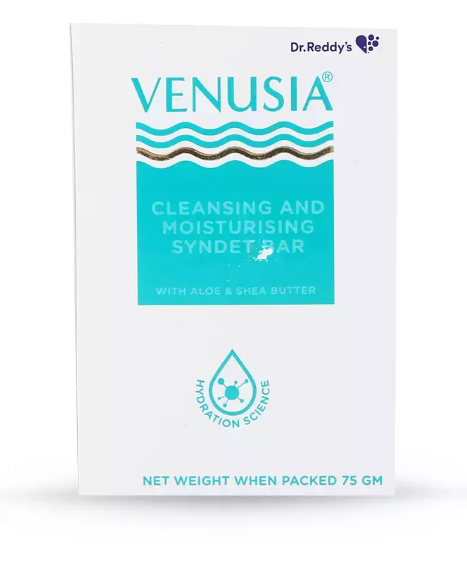 Dr.Reddy's
VENUSIA®
CLEANSING AND
MOISTURISING
SYNDET BAR
WITH ALOE & SHEA BUTTER
HYDRATION SCIENCE
NET WEIGHT WHEN PACKED 75 GM